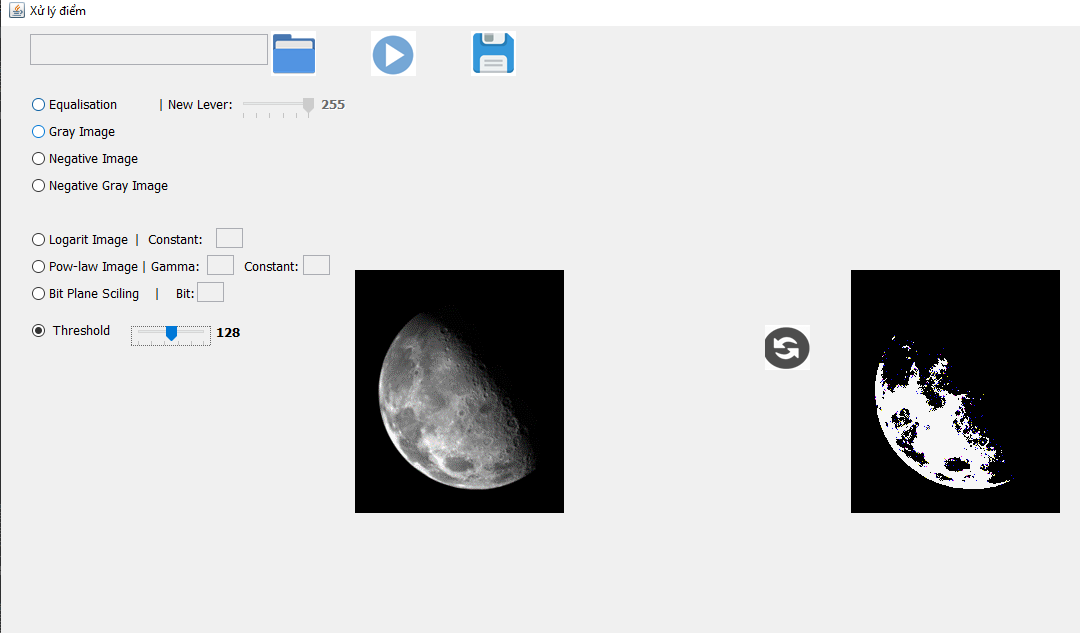 Xử lý điểm
Equalisation | New Lever: 255
Gray Image
Negative Image
Negative Gray Image
Logarit Image | Constant:
Pow-law Image | Gamma: Constant:
Bit Plane Sciling | Bit:
Threshold 128